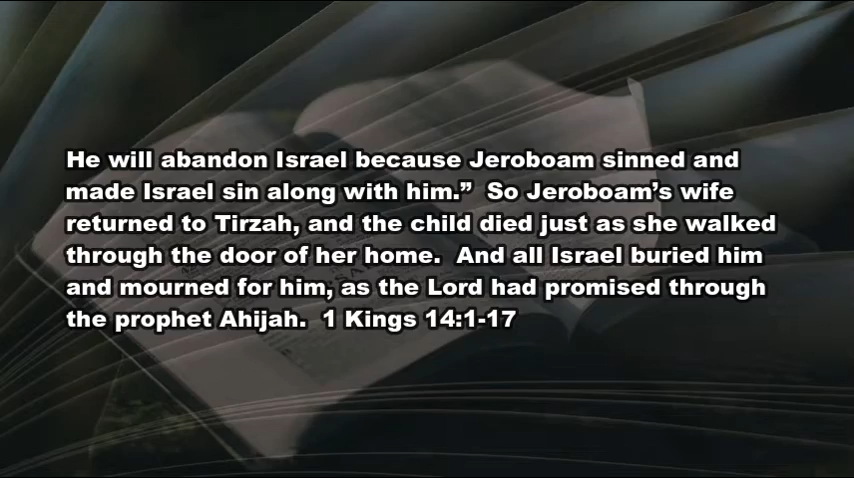 He will abandon Israel because Jeroboam sinned and
made Israel sin along with him.”  So Jeroboam’s wife
returned to Tirzah, and the child died just as she walked
through the door of her home.  And all Israel buried him
and mourned for him, as the Lord had promised through
the prophet Ahijah.  1 Kings 14:1-17